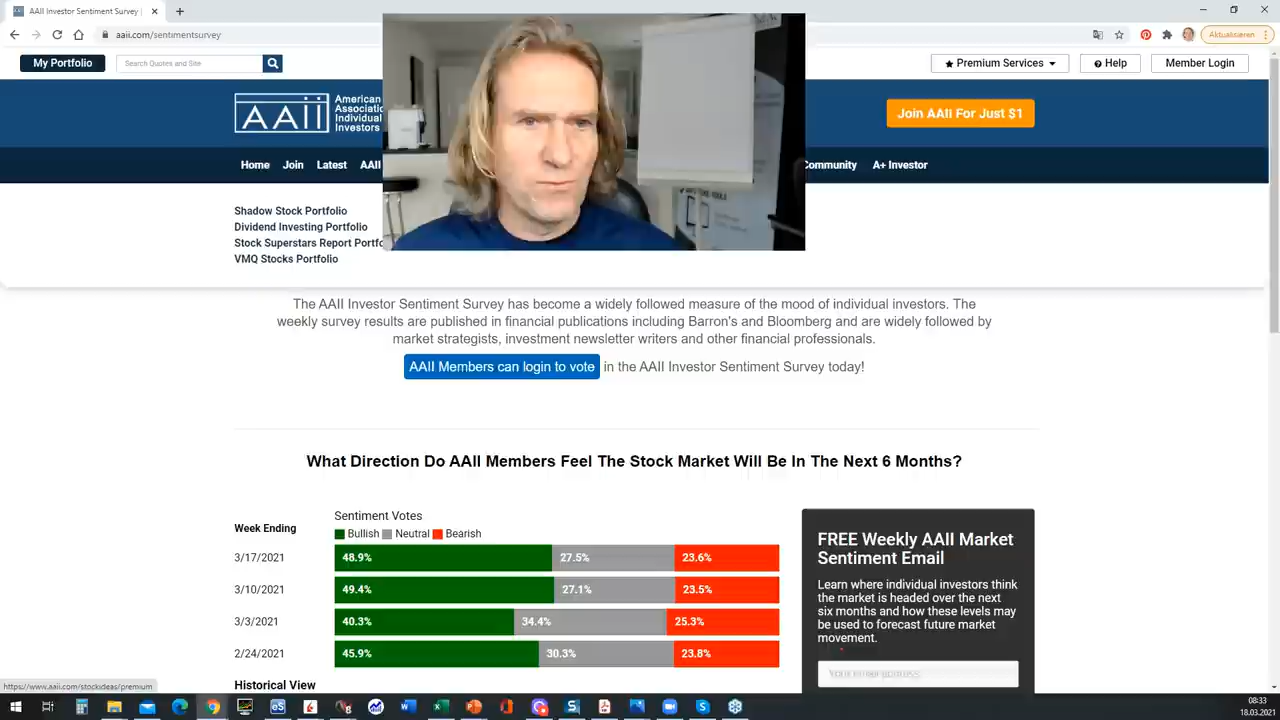 AAII Investor Sentiment Survey |
aaii.com/sentimentsurvey
Aktualisieren
My Portfolio
Search Quotes and Site
Premium Services
Help
Member Login
AAii
American
Association
Individual
Investors
Join AAII For Just $1
Home
Join
Latest
AAII
Community
A+ Investor
Shadow Stock Portfolio
Dividend Investing Portfolio
Stock Superstars Report Portfo
VMQ Stocks Portfolio
The AAII Investor Sentiment Survey has become a widely followed measure of the mood of individual investors. The
weekly survey results are published in financial publications including Barron's and Bloomberg and are widely followed by
market strategists, investment newsletter writers and other financial professionals.
AAII Members can login to vote in the AAII Investor Sentiment Survey today!
What Direction Do AAII Members Feel The Stock Market Will Be In The Next 6 Months?
Week Ending
Sentiment Votes
Bullish Neutral Bearish
3/17/2021 48.9% 27.5% 23.6%
3/10/2021 49.4% 27.1% 23.5%
3/3/2021 40.3% 34.4% 25.3%
2/24/2021 45.9% 30.3% 23.8%
Historical View
FREE Weekly AAII Market
Sentiment Email
Learn where individual investors think
the market is headed over the next
six months and how these levels may
be used to forecast future market
movement.
https://www.aaii.com/stockideas/premium
08:33
18.03.2021